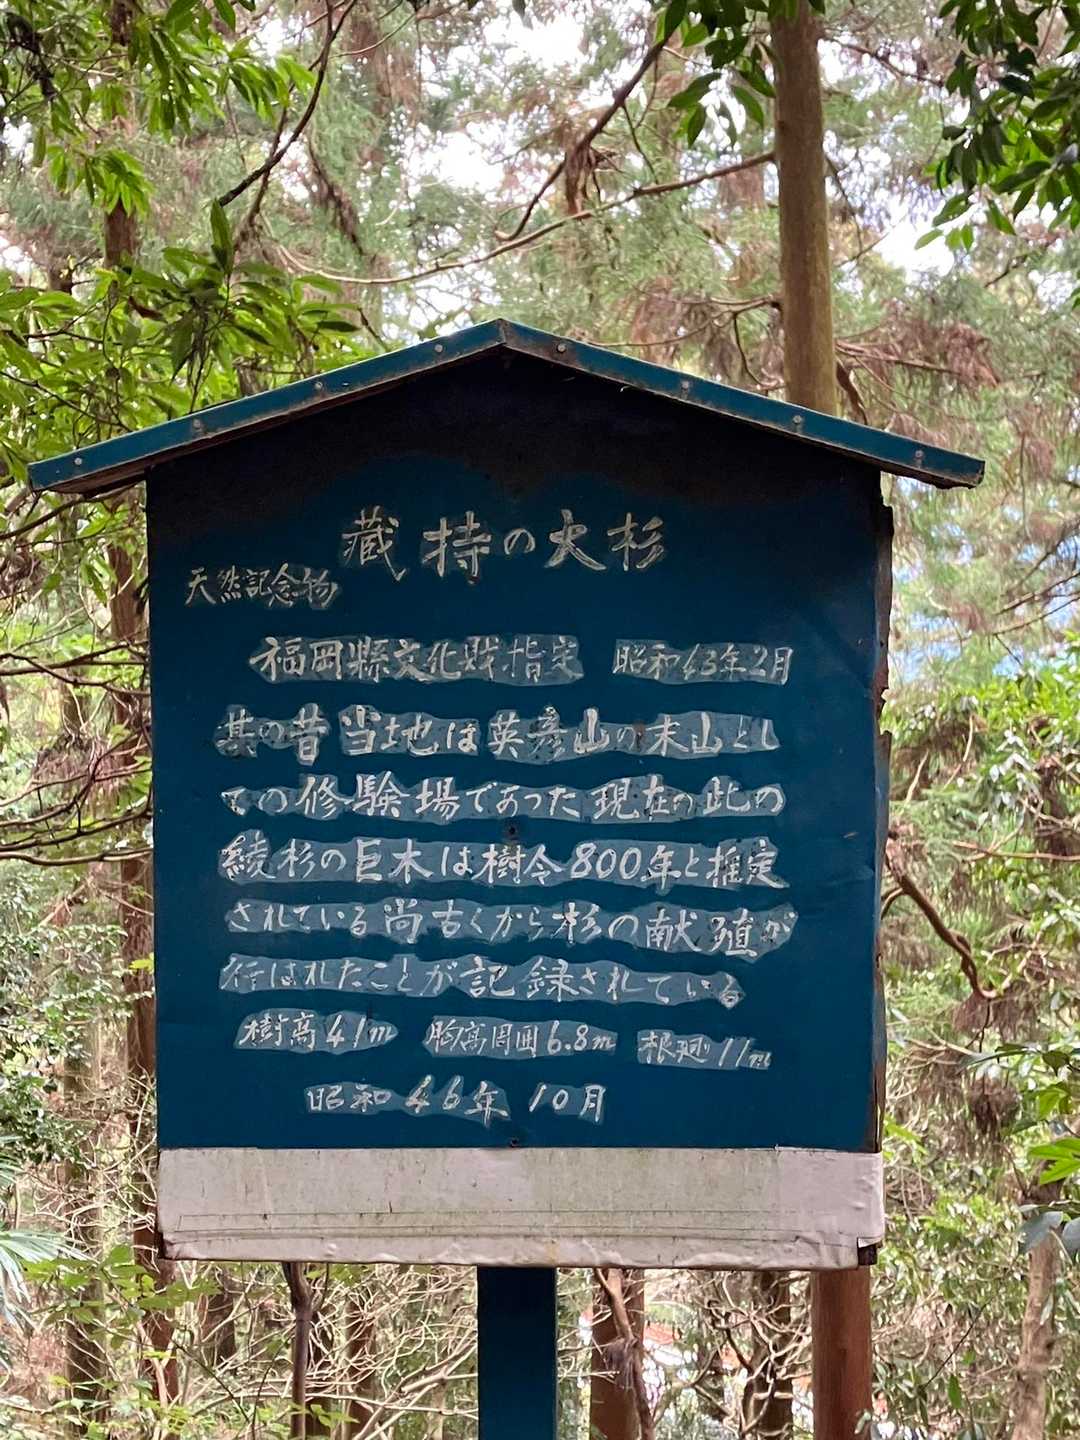 蔵持の大杉
天然記念物
福岡縣文化財指定 昭和43年2月
其の昔当地は英彦山の末山とし
ての修験場であった現在の此の
綾杉の巨木は樹令800年と推定
されている尚古くから杉の献殖が
行はれたことが記録されている
樹高41m 胸高周囲6.8m 根廻11m
昭和46年10月